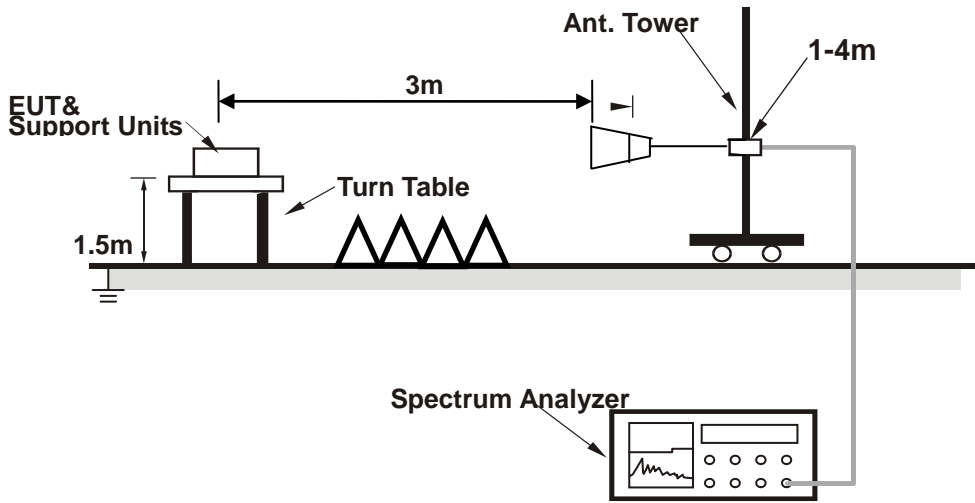 Ant. Tower
1-4m
3m
EUT&
Support Units
Turn Table
1.5m
Spectrum Analyzer